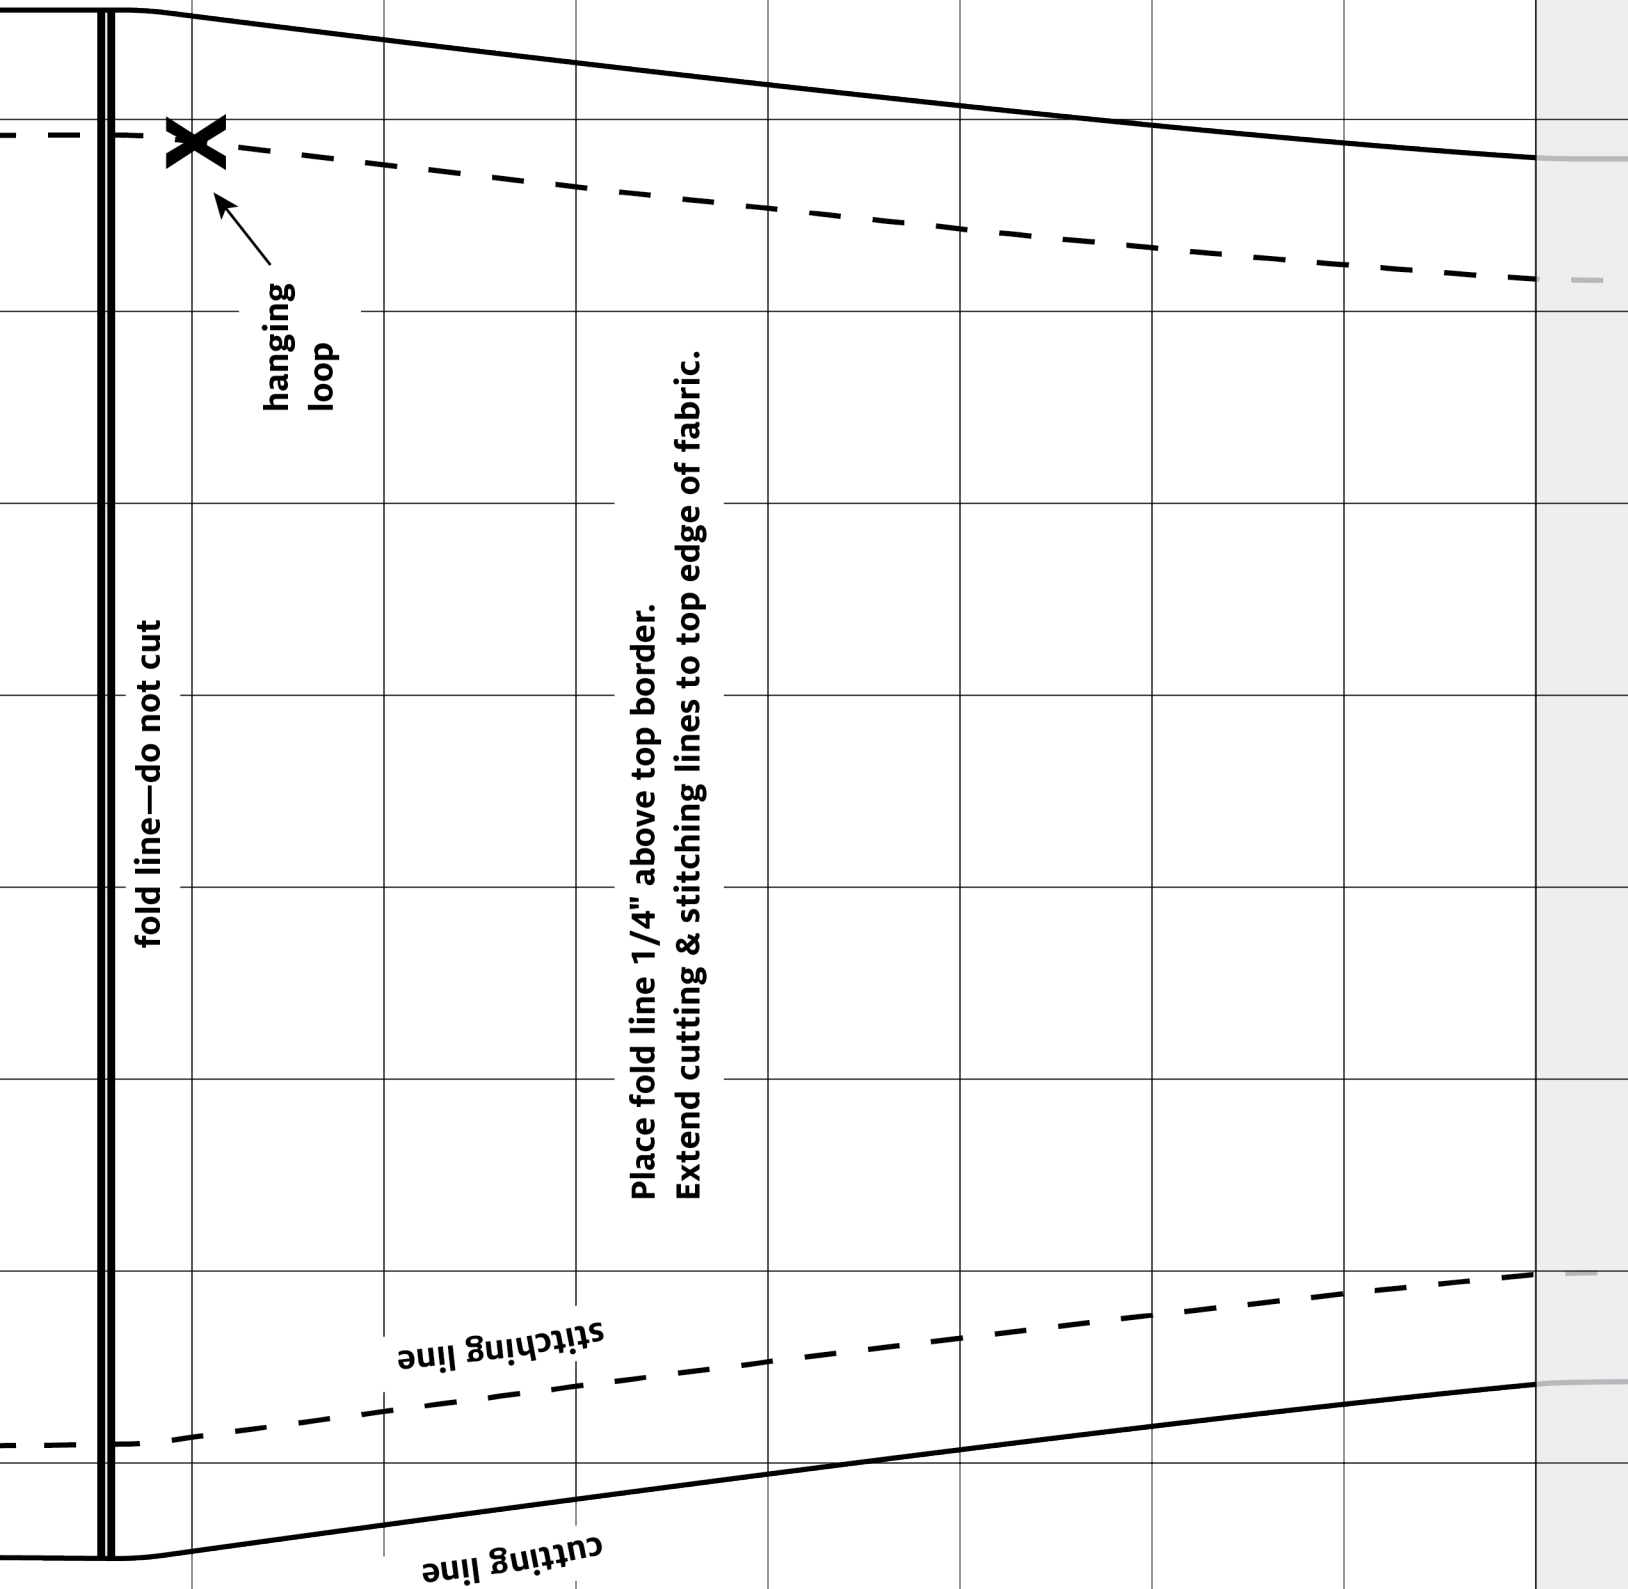 hanging
loop
fold line—do not cut
Place fold line 1/4" above top border.
Extend cutting & stitching lines to top edge of fabric.
stitching line
cutting line